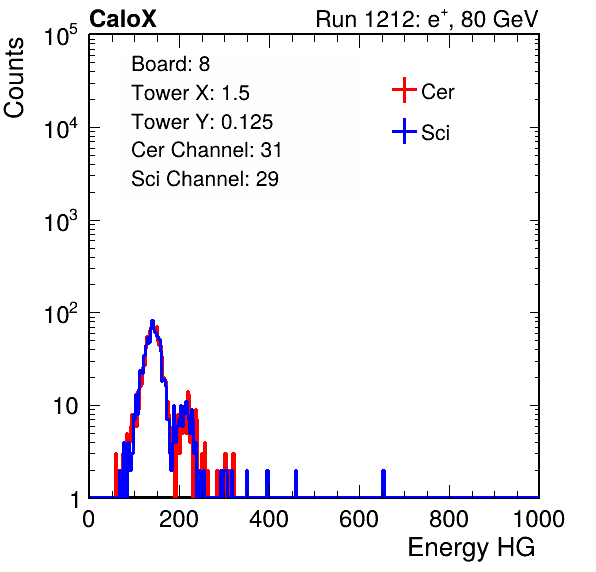 CaloX Run 1212: e⁺, 80 GeV
Counts
10⁵
10⁴
10³
10²
10
1
Board: 8
Tower X: 1.5
Tower Y: 0.125
Cer Channel: 31
Sci Channel: 29
Cer
Sci
0 200 400 600 800 1000
Energy HG